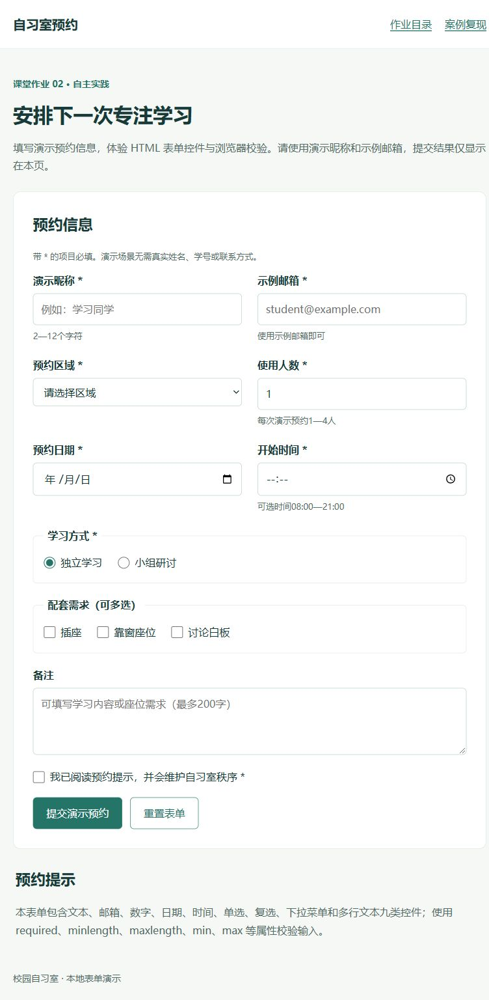 自习室预约
作业目录 案例复现
课堂作业 02 • 自主实践
安排下一次专注学习
填写演示预约信息，体验 HTML 表单控件与浏览器校验。请使用演示昵称和示例邮箱，提交结果仅显示
在本页。
预约信息
带 * 的项目必填。演示场景无需真实姓名、学号或联系方式。
演示昵称 * 示例邮箱 *
例如：学习同学 student@example.com
2—12个字符 使用示例邮箱即可
预约区域 * 使用人数 *
请选择区域 1
每次演示预约1—4人
预约日期 * 开始时间 *
年 /月/日 --:--
可选时间08:00—21:00
学习方式 *
独立学习 小组研讨
配套需求（可多选）
插座 靠窗座位 讨论白板
备注
可填写学习内容或座位需求（最多200字）
我已阅读预约提示，并会维护自习室秩序 *
提交演示预约 重置表单
预约提示
本表单包含文本、邮箱、数字、日期、时间、单选、复选、下拉菜单和多行文本九类控件；使用
required、minlength、maxlength、min、max 等属性校验输入。
校园自习室 · 本地表单演示